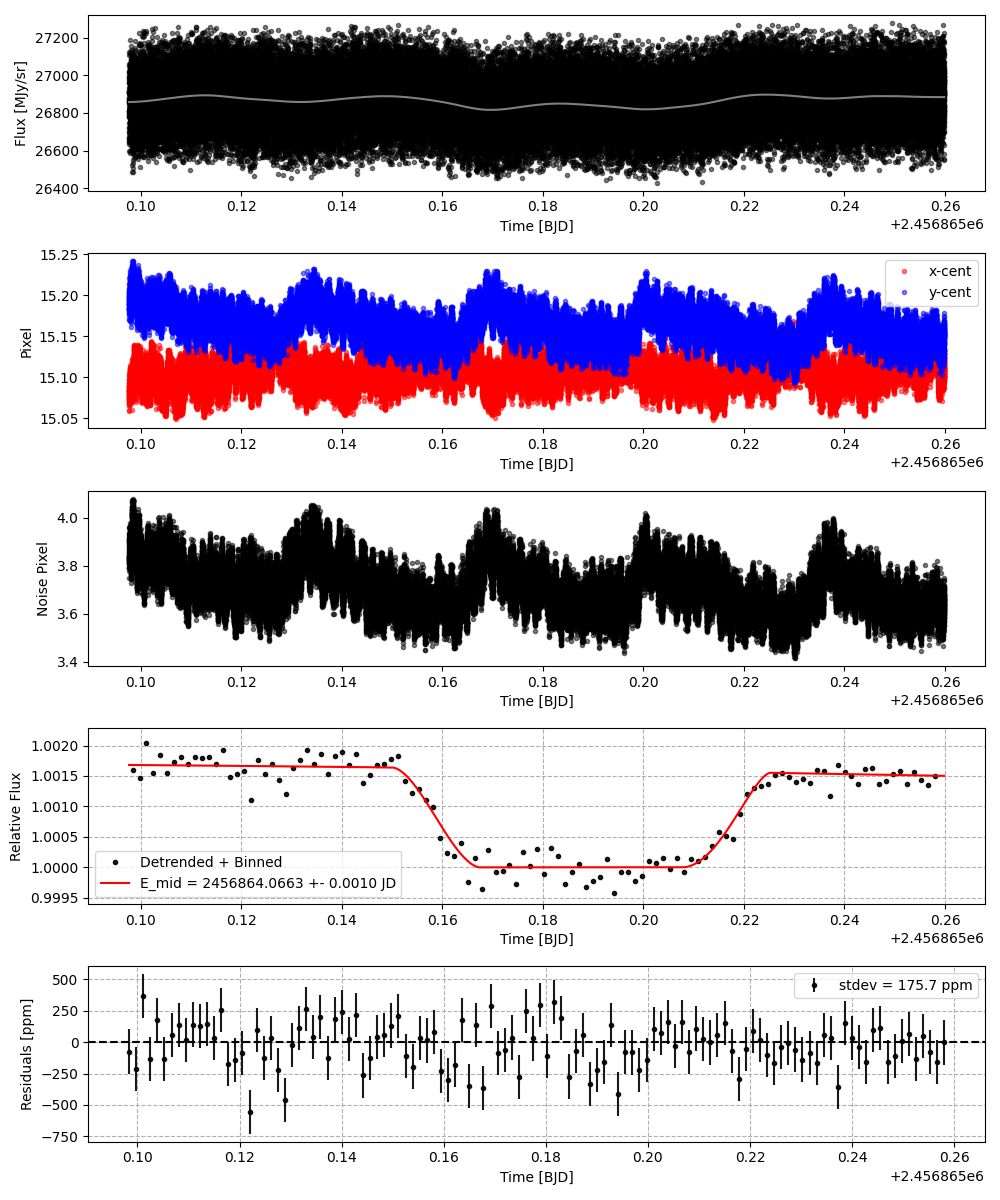 27200
27000
26800
26600
26400
Flux [MJy/sr]
0.10 0.12 0.14 0.16 0.18 0.20 0.22 0.24 0.26
Time [BJD]
+2.456865e6
15.25
15.20
15.15
15.10
15.05
Pixel
x-cent
y-cent
0.10 0.12 0.14 0.16 0.18 0.20 0.22 0.24 0.26
Time [BJD]
+2.456865e6
4.0
3.8
3.6
3.4
Noise Pixel
0.10 0.12 0.14 0.16 0.18 0.20 0.22 0.24 0.26
Time [BJD]
+2.456865e6
1.0020
1.0015
1.0010
1.0005
1.0000
0.9995
Relative Flux
Detrended + Binned
E_mid = 2456864.0663 +- 0.0010 JD
0.10 0.12 0.14 0.16 0.18 0.20 0.22 0.24 0.26
Time [BJD]
+2.456865e6
500
250
0
−250
−500
−750
Residuals [ppm]
stdev = 175.7 ppm
0.10 0.12 0.14 0.16 0.18 0.20 0.22 0.24 0.26
Time [BJD]
+2.456865e6